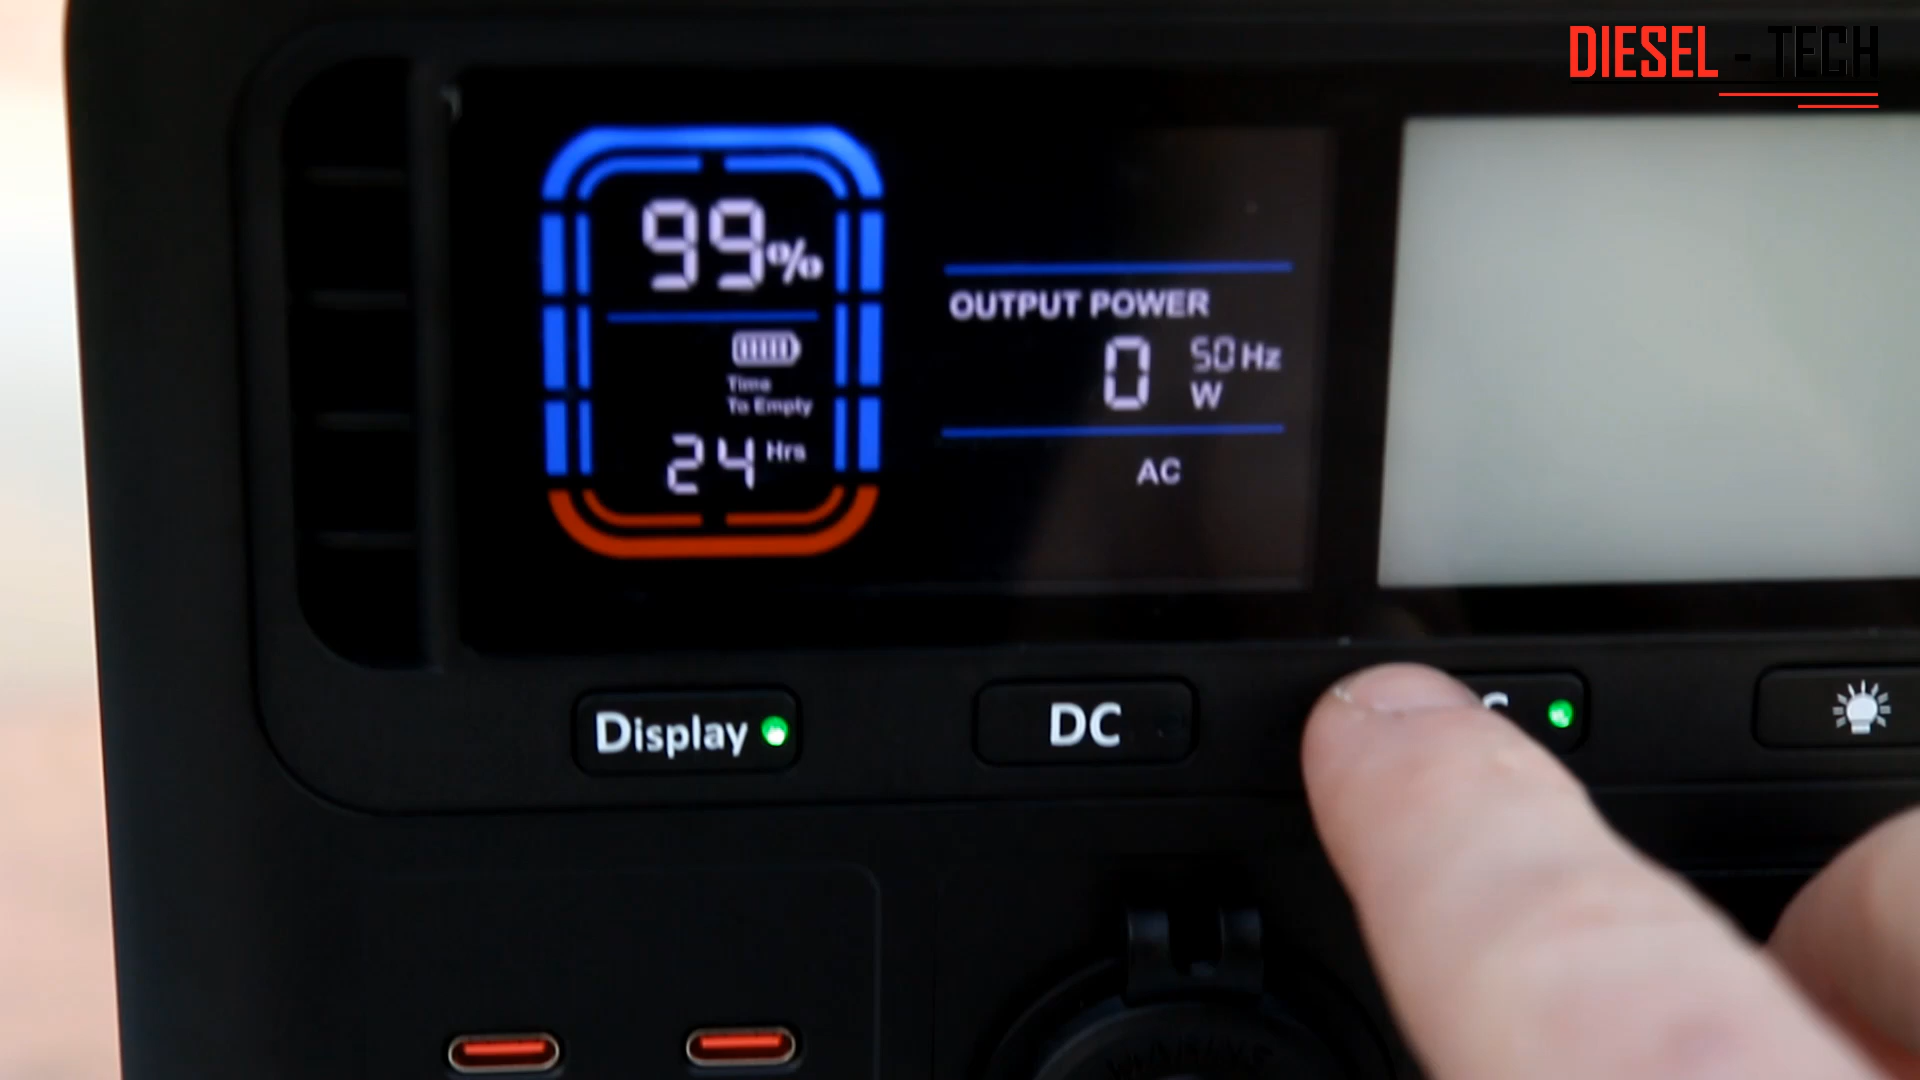 DIESEL - TECH
99%
Time
To Empty
24 Hrs
OUTPUT POWER
0 50 Hz
W
AC
Display
DC
C